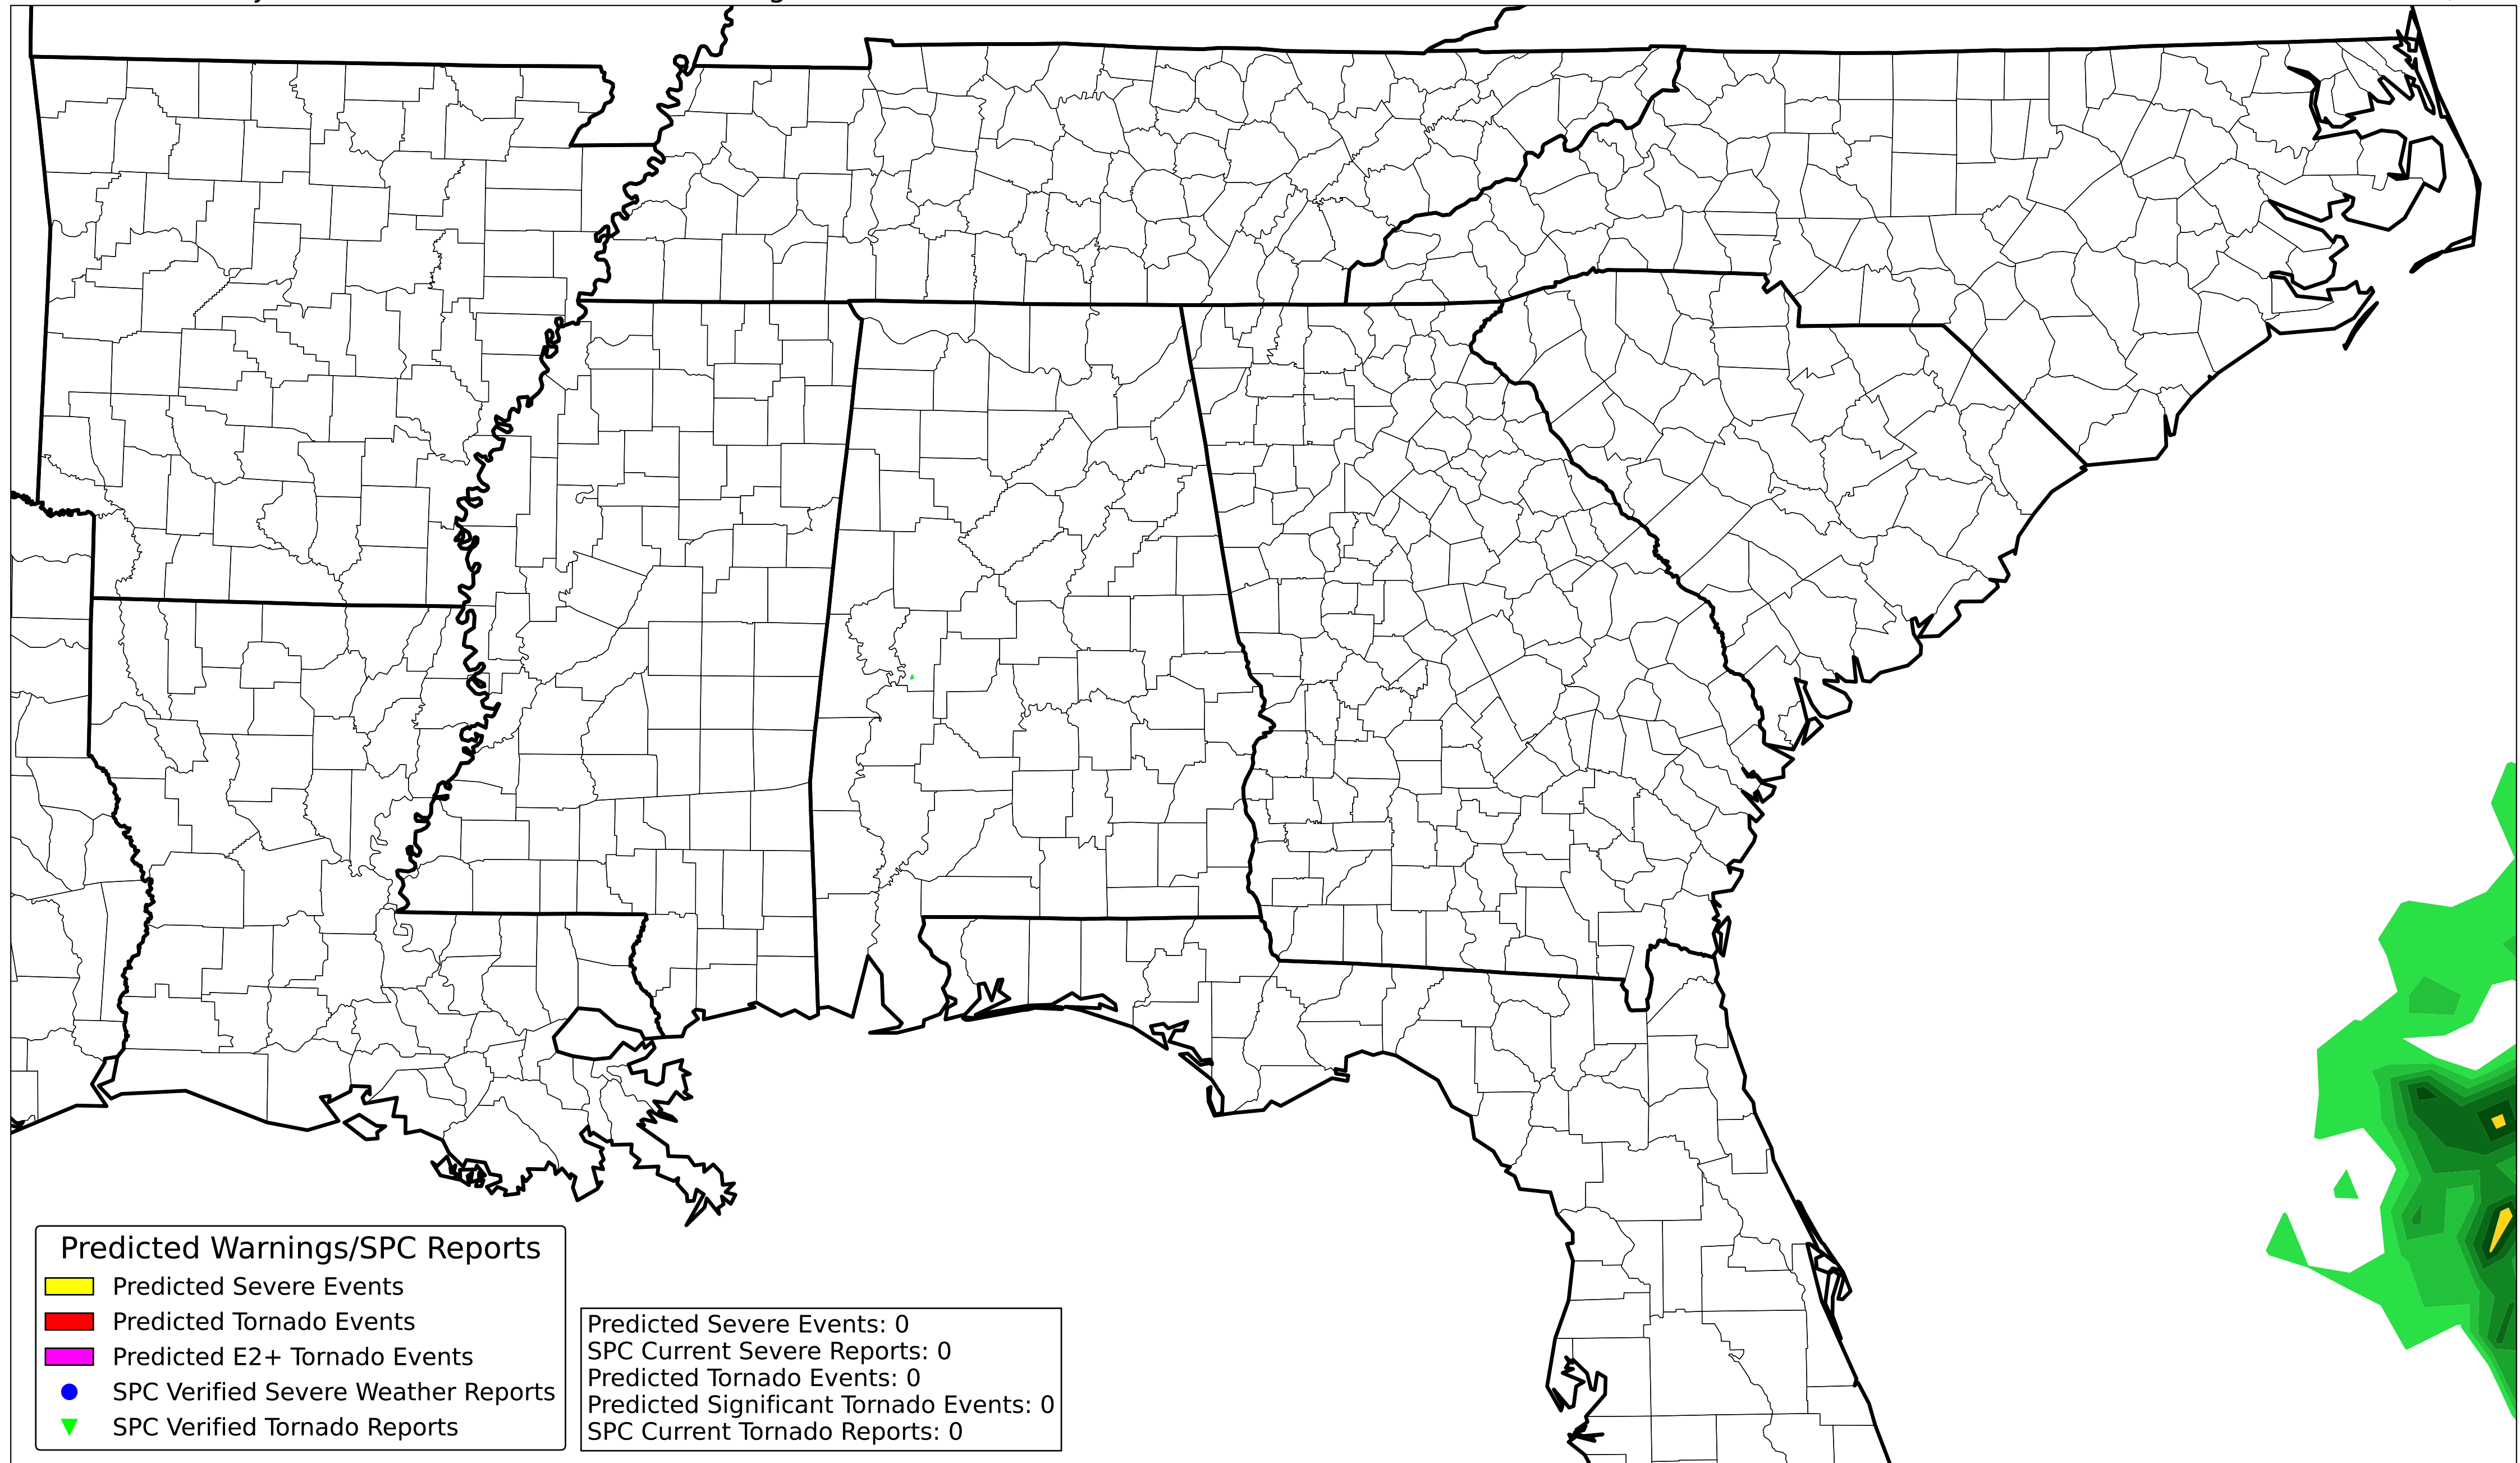 Predicted Warnings/SPC Reports
Predicted Severe Events
Predicted Tornado Events
Predicted E2+ Tornado Events
SPC Verified Severe Weather Reports
SPC Verified Tornado Reports
Predicted Severe Events: 0
SPC Current Severe Reports: 0
Predicted Tornado Events: 0
Predicted Significant Tornado Events: 0
SPC Current Tornado Reports: 0